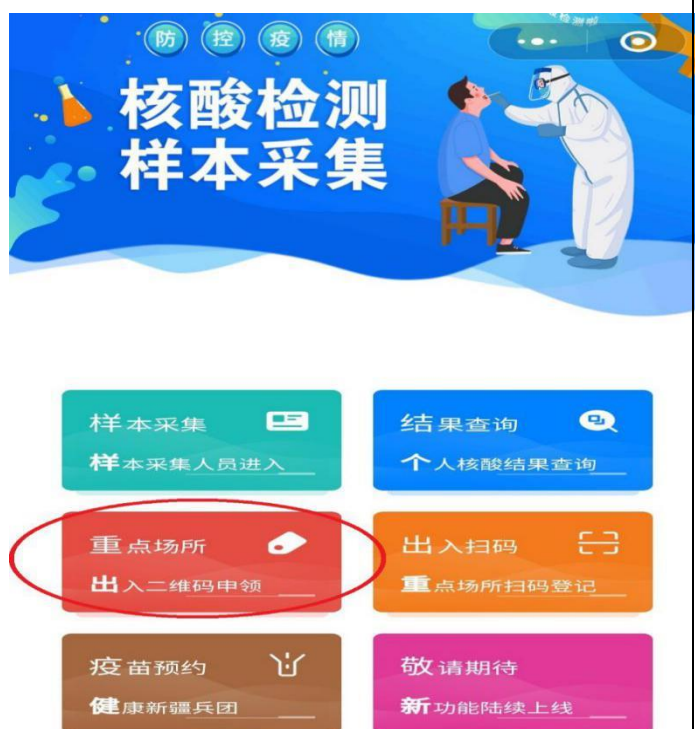 防控疫情
核酸检测
样本采集
样本采集
样本采集人员进入
结果查询
个人核酸结果查询
重点场所
出入二维码申领
出入扫码
重点场所扫码登记
疫苗预约
健康新疆兵团
敬请期待
新功能陆续上线